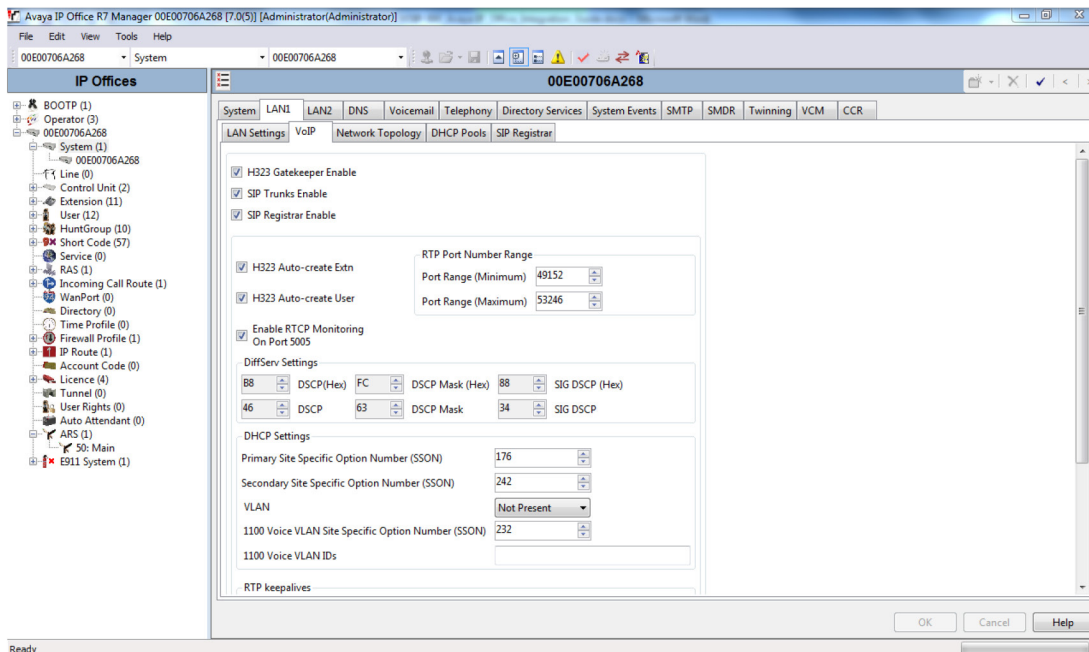 Avaya IP Office R7 Manager 00E00706A268 [7.0(5)] [Administrator(Administrator)]
File Edit View Tools Help
00E00706A268 System 00E00706A268
IP Offices
BOOTP (1)
Operator (3)
00E00706A268
System (1)
00E00706A268
Line (0)
Control Unit (2)
Extension (11)
User (12)
HuntGroup (10)
Short Code (57)
Service (0)
RAS (1)
Incoming Call Route (1)
WanPort (0)
Directory (0)
Time Profile (0)
Firewall Profile (1)
IP Route (1)
Account Code (0)
Licence (4)
Tunnel (0)
User Rights (0)
Auto Attendant (0)
ARS (1)
50: Main
E911 System (1)
00E00706A268
System LAN1 LAN2 DNS Voicemail Telephony Directory Services System Events SMTP SMDR Twinning VCM CCR
LAN Settings VoIP Network Topology DHCP Pools SIP Registrar
H323 Gatekeeper Enable
SIP Trunks Enable
SIP Registrar Enable
H323 Auto-create Extn
H323 Auto-create User
Enable RTCP Monitoring
On Port 5005
RTP Port Number Range
Port Range (Minimum) 49152
Port Range (Maximum) 53246
DiffServ Settings
B8 DSCP(Hex) FC DSCP Mask (Hex) 88 SIG DSCP (Hex)
46 DSCP 63 DSCP Mask 34 SIG DSCP
DHCP Settings
Primary Site Specific Option Number (SSON) 176
Secondary Site Specific Option Number (SSON) 242
VLAN Not Present
1100 Voice VLAN Site Specific Option Number (SSON) 232
1100 Voice VLAN IDs
RTP keepalives
OK Cancel Help
Ready